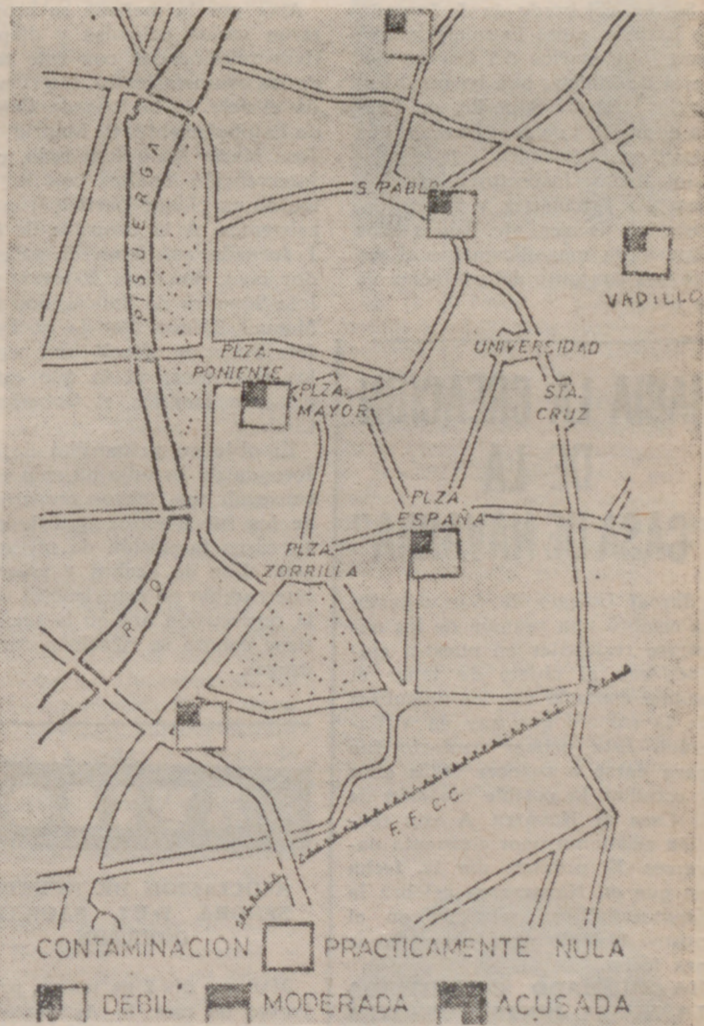 PISUERGA
S. PABLO
VADILLO
PLZA.
PONIENTE
PLZA.
MAYOR
UNIVERSIDAD
STA.
CRUZ
PLZA.
ESPAÑA
PLZA.
ZORRILLA
RIO
F. F. C. C.
CONTAMINACION PRACTICAMENTE NULA
DEBIL MODERADA ACUSADA